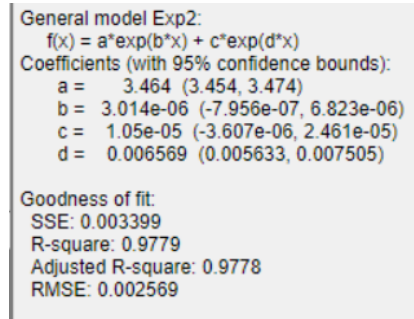 General model Exp2:
f(x) = a*exp(b*x) + c*exp(d*x)
Coefficients (with 95% confidence bounds):
a = 3.464 (3.454, 3.474)
b = 3.014e-06 (-7.956e-07, 6.823e-06)
c = 1.05e-05 (-3.607e-06, 2.461e-05)
d = 0.006569 (0.005633, 0.007505)
Goodness of fit:
SSE: 0.003399
R-square: 0.9779
Adjusted R-square: 0.9778
RMSE: 0.002569